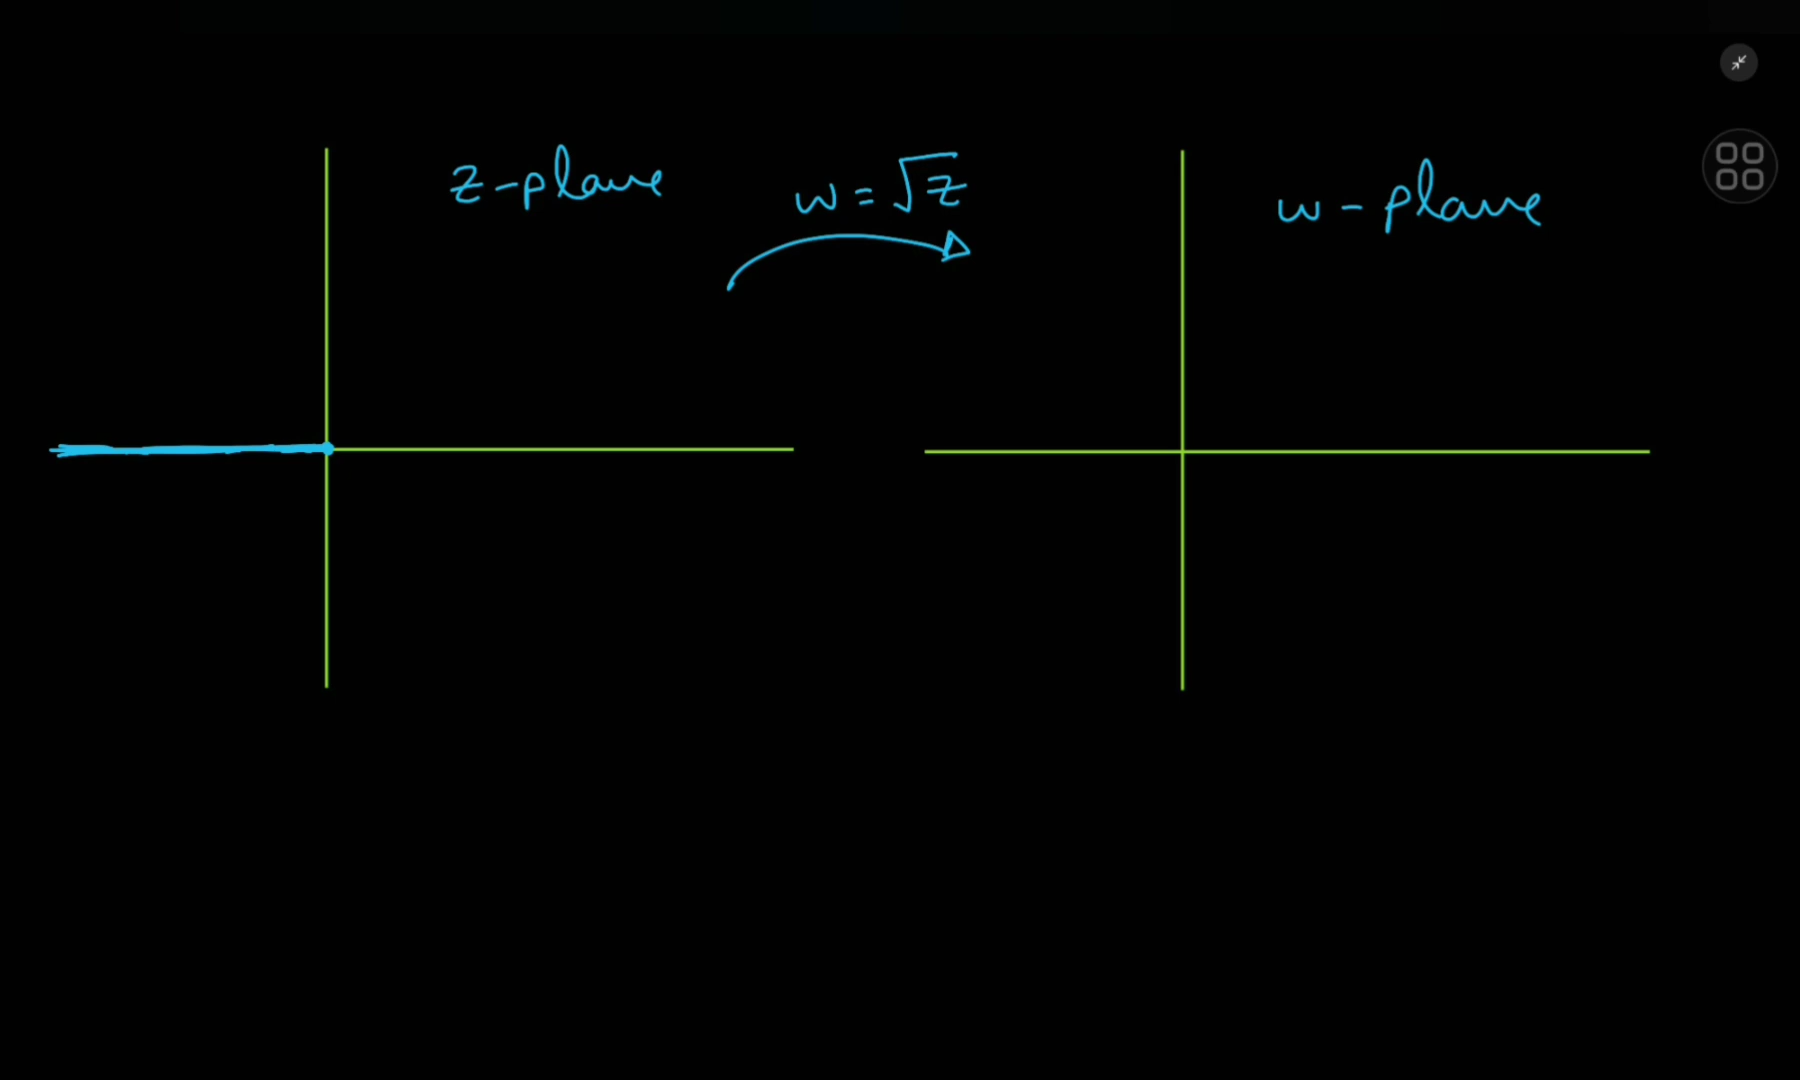 z-plane
w = √z
w-plane